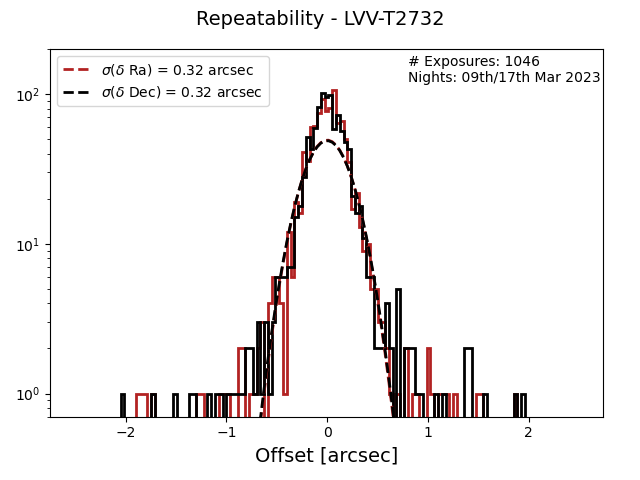 Repeatability - LVV-T2732
σ(δ Ra) = 0.32 arcsec
σ(δ Dec) = 0.32 arcsec
# Exposures: 1046
Nights: 09th/17th Mar 2023
10²
10¹
10⁰
−2 −1 0 1 2
Offset [arcsec]